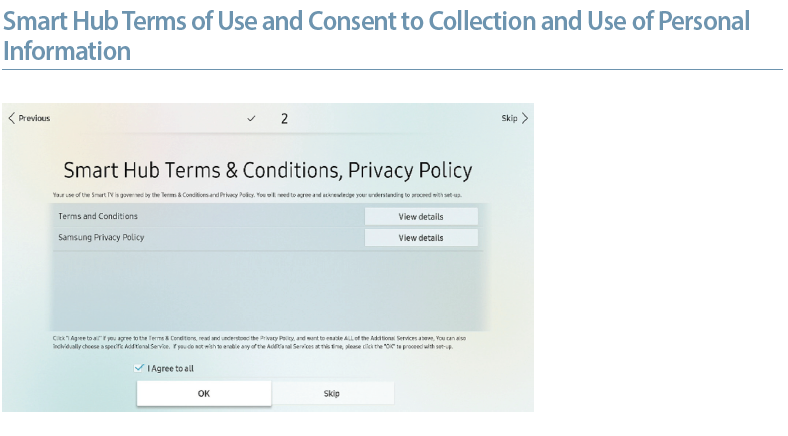 Smart Hub Terms of Use and Consent to Collection and Use of Personal
Information
Previous
2
Skip
Smart Hub Terms & Conditions, Privacy Policy
Your use of the Smart TV is governed by the Terms & Conditions and Privacy Policy. You will need to agree and acknowledge your understanding to proceed with set-up.
Terms and Conditions
View details
Samsung Privacy Policy
View details
Click "I Agree to all" if you agree to the Terms & Conditions, read and understood the Privacy Policy, and want to enable ALL of the Additional Services above, You can also
individually choose a specific Additional Service. If you do not wish to enable any of the Additional Services at this time, please click the "OK" to proceed with set-up.
I Agree to all
OK
Skip